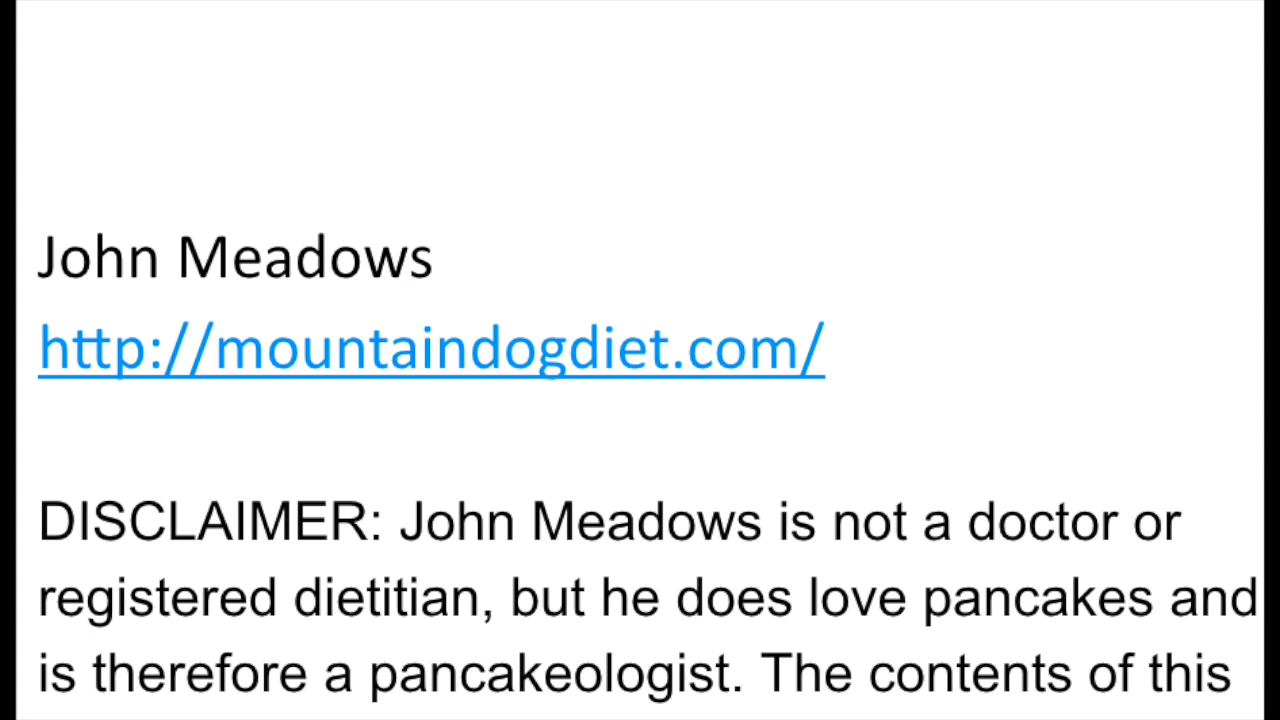 John Meadows
http://mountaindogdiet.com/
DISCLAIMER: John Meadows is not a doctor or
registered dietitian, but he does love pancakes and
is therefore a pancakeologist. The contents of this